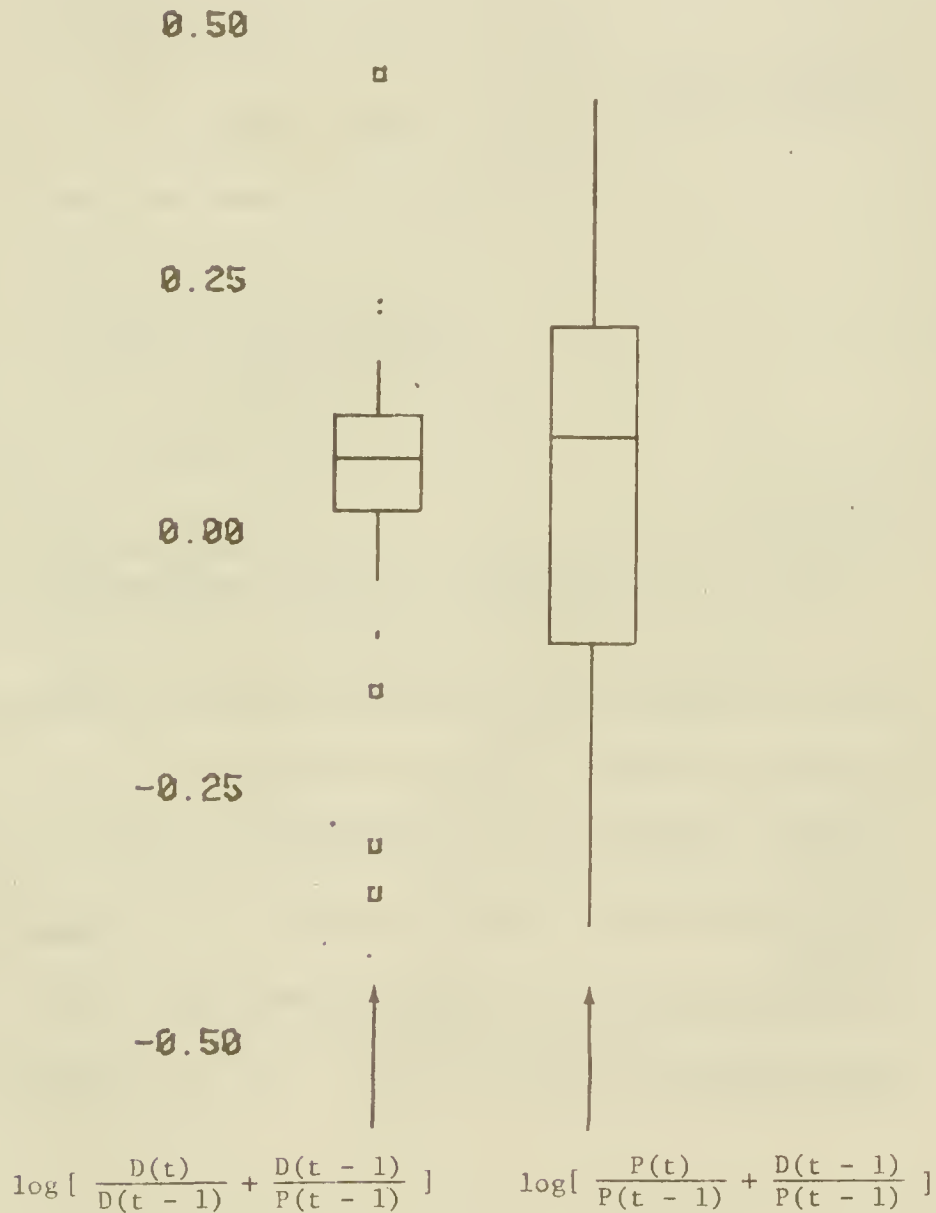 0.50
0.25
0.00
-0.25
-0.50
log[ D(t)/D(t - 1) + D(t - 1)/P(t - 1) ]
log[ P(t)/P(t - 1) + D(t - 1)/P(t - 1) ]